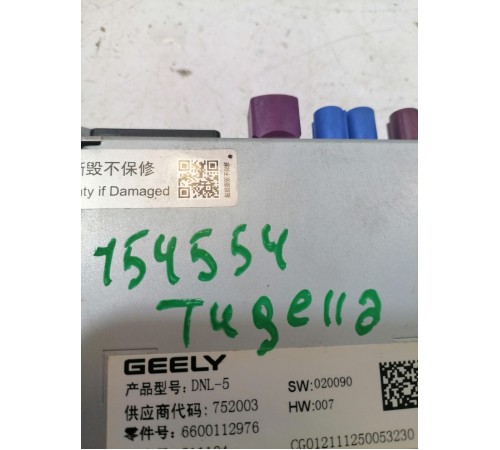 毁不保修
ty if Damaged
154554
Tugella
GEELY
产品型号: DNL-5
SW:020090
供应商代码: 752003
HW:007
零件号: 6600112976
CG012111250053230